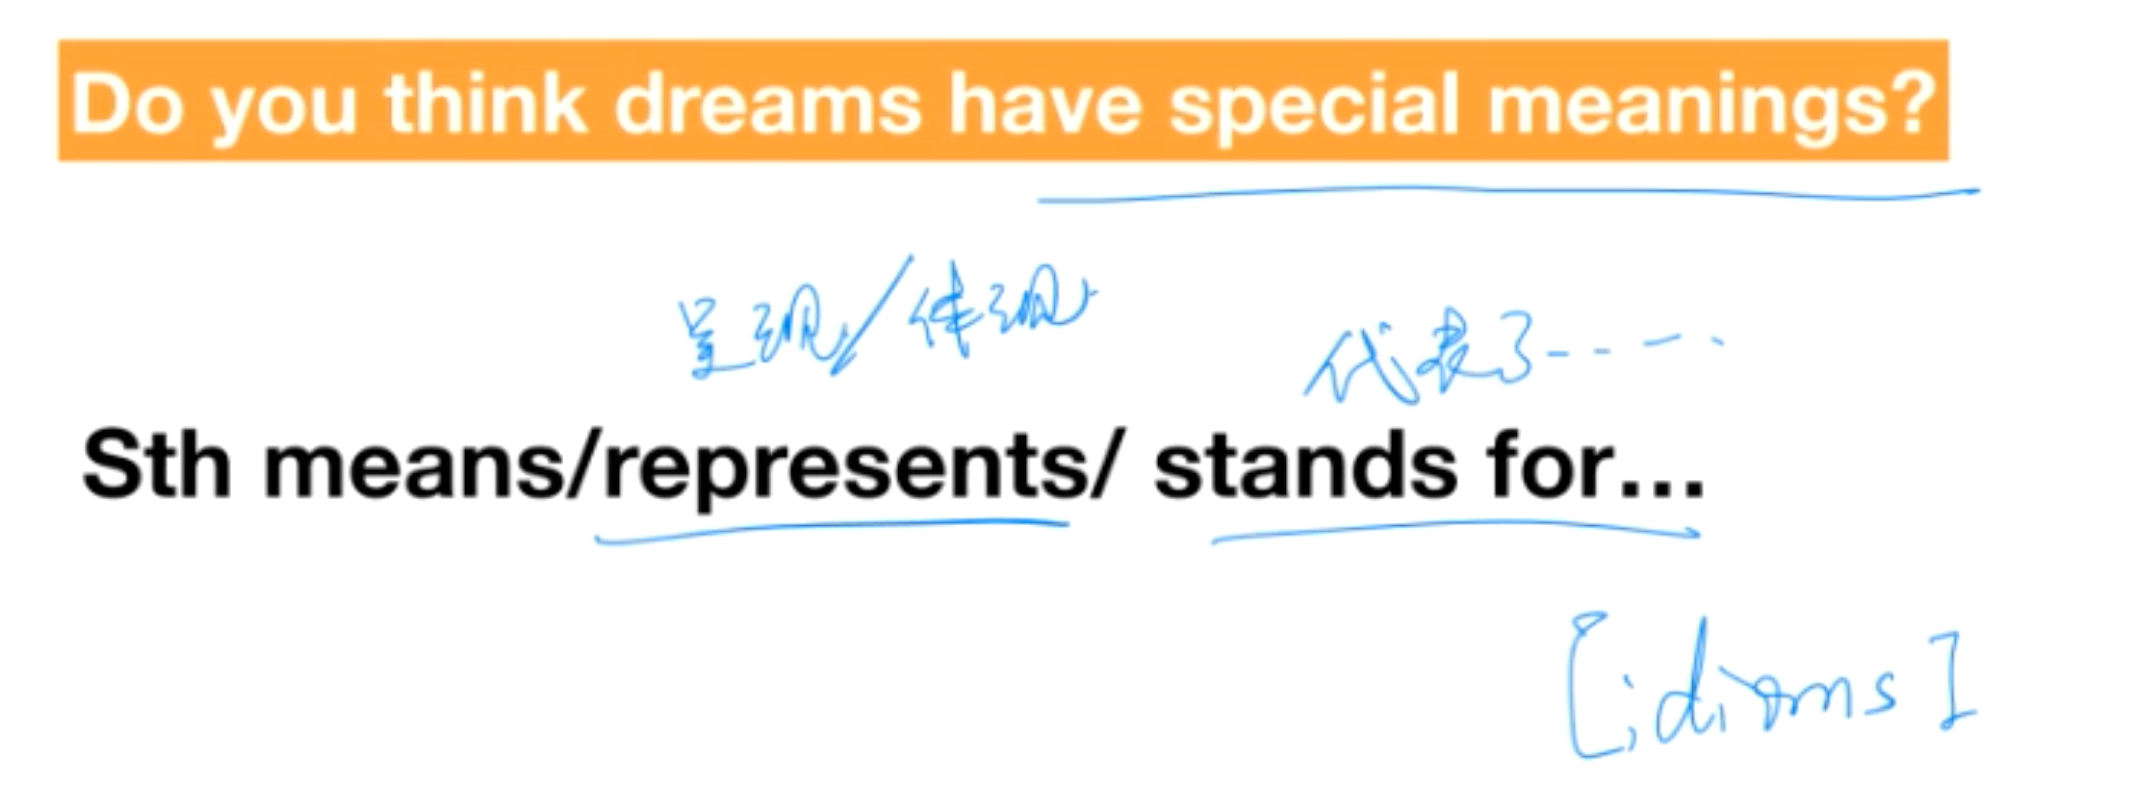 Do you think dreams have special meanings?
呈现/体现
代表了-----
Sth means/represents/ stands for...
[idioms]